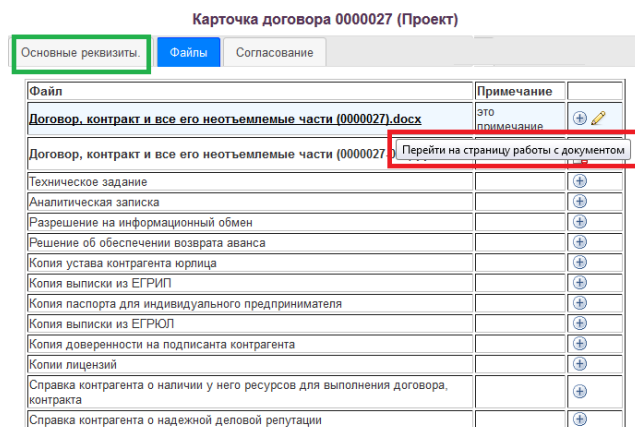 Карточка договора 0000027 (Проект)
Основные реквизиты. Файлы Согласование
Файл Примечание
Договор, контракт и все его неотъемлемые части (0000027).docx это примечание
Договор, контракт и все его неотъемлемые части (0000027 Перейти на страницу работы с документом
Техническое задание
Аналитическая записка
Разрешение на информационный обмен
Решение об обеспечении возврата аванса
Копия устава контрагента юрлица
Копия выписки из ЕГРИП
Копия паспорта для индивидуального предпринимателя
Копия выписки из ЕГРЮЛ
Копия доверенности на подписанта контрагента
Копии лицензий
Справка контрагента о наличии у него ресурсов для выполнения договора,
контракта
Справка контрагента о надежной деловой репутации